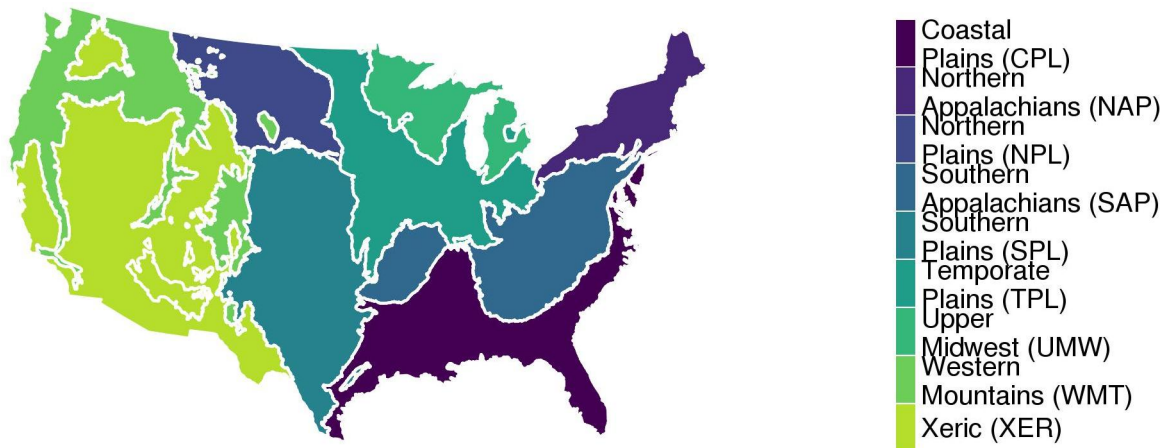 Coastal
Plains (CPL)
Northern
Appalachians (NAP)
Northern
Plains (NPL)
Southern
Appalachians (SAP)
Southern
Plains (SPL)
Temporate
Plains (TPL)
Upper
Midwest (UMW)
Western
Mountains (WMT)
Xeric (XER)